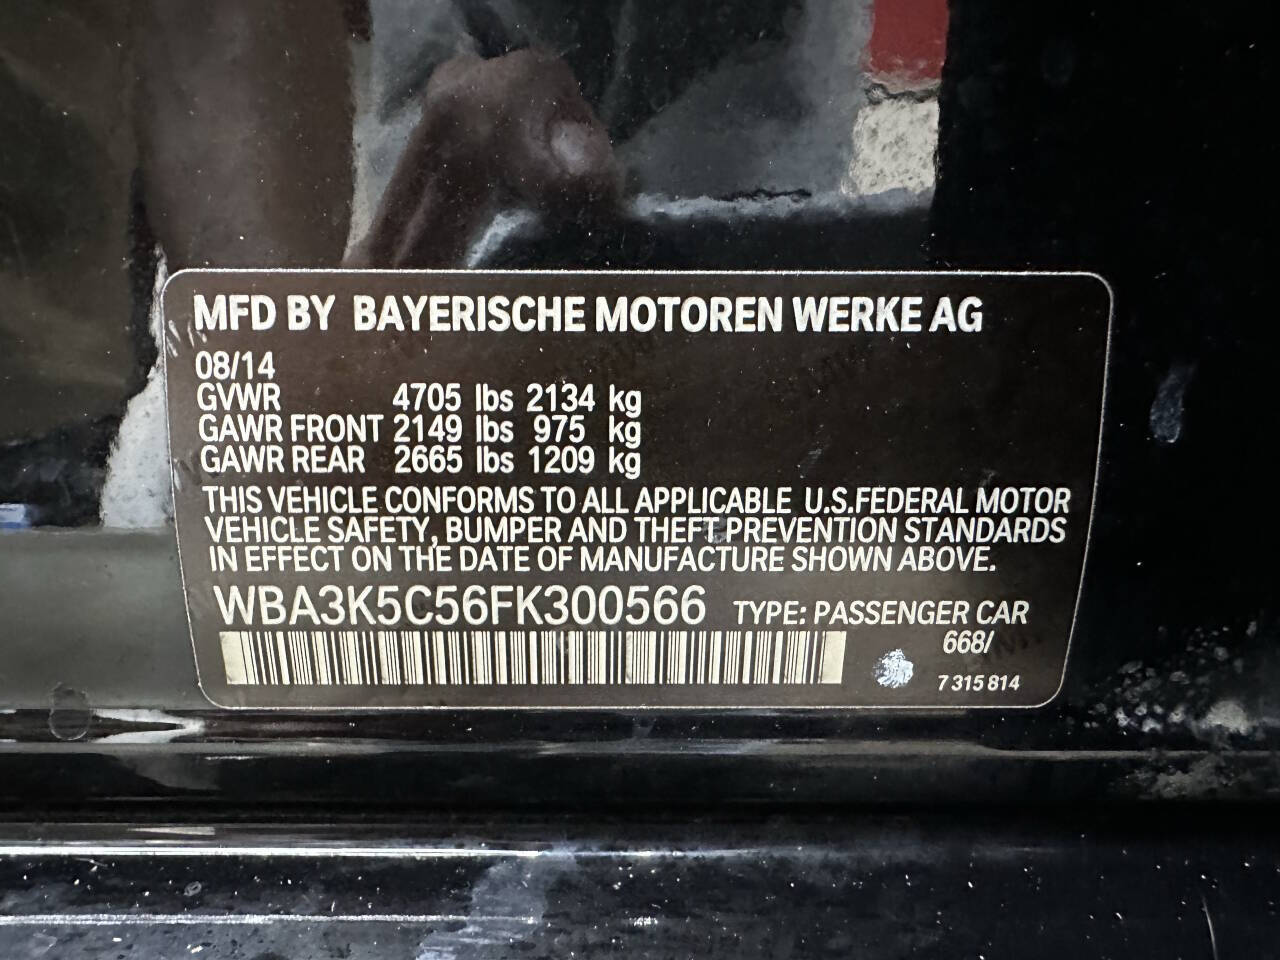 MFD BY BAYERISCHE MOTOREN WERKE AG
08/14
GVWR 4705 lbs 2134 kg
GAWR FRONT 2149 lbs 975 kg
GAWR REAR 2665 lbs 1209 kg
THIS VEHICLE CONFORMS TO ALL APPLICABLE U.S.FEDERAL MOTOR
VEHICLE SAFETY, BUMPER AND THEFT PREVENTION STANDARDS
IN EFFECT ON THE DATE OF MANUFACTURE SHOWN ABOVE.
WBA3K5C56FK300566 TYPE: PASSENGER CAR
668/
7 315 814